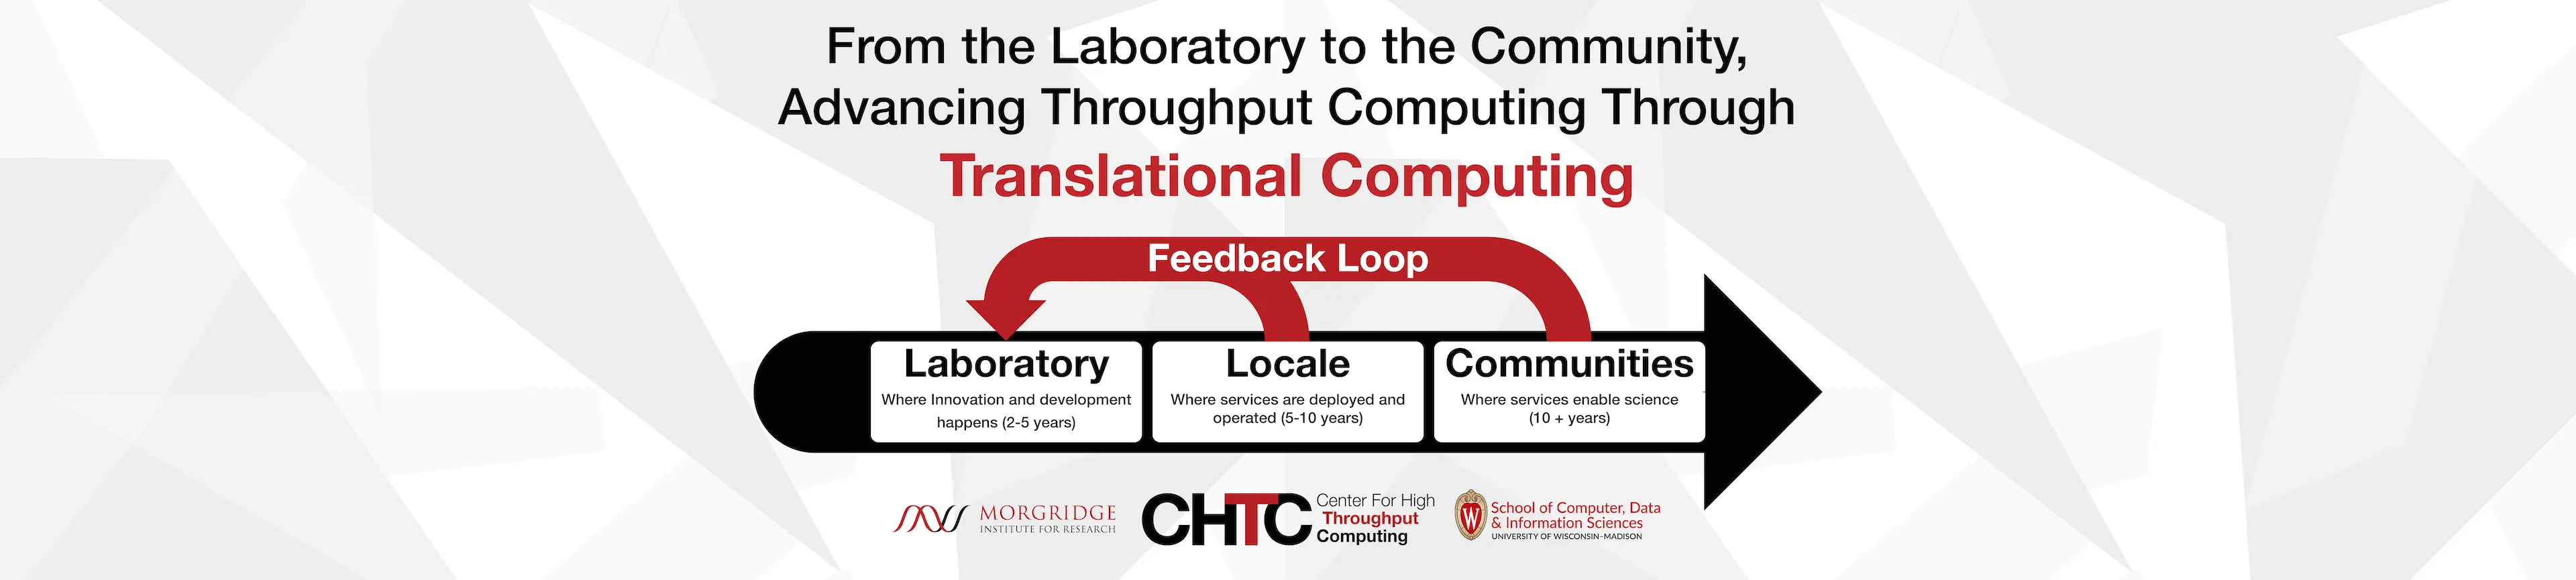 From the Laboratory to the Community,
Advancing Throughput Computing Through
Translational Computing
Feedback Loop
Laboratory
Where Innovation and development
happens (2-5 years)
Locale
Where services are deployed and
operated (5-10 years)
Communities
Where services enable science
(10 + years)
MORGRIDGE
INSTITUTE FOR RESEARCH
CHTC
Center For High
Throughput
Computing
W
School of Computer, Data
& Information Sciences
UNIVERSITY OF WISCONSIN–MADISON